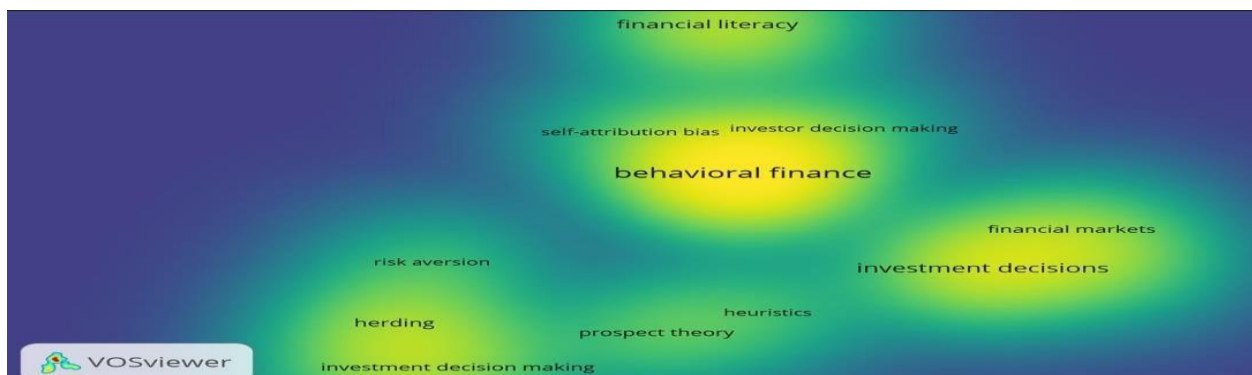 financial literacy
self-attribution bias
investor decision making
behavioral finance
financial markets
risk aversion
investment decisions
heuristics
herding
prospect theory
VOSviewer
investment decision making